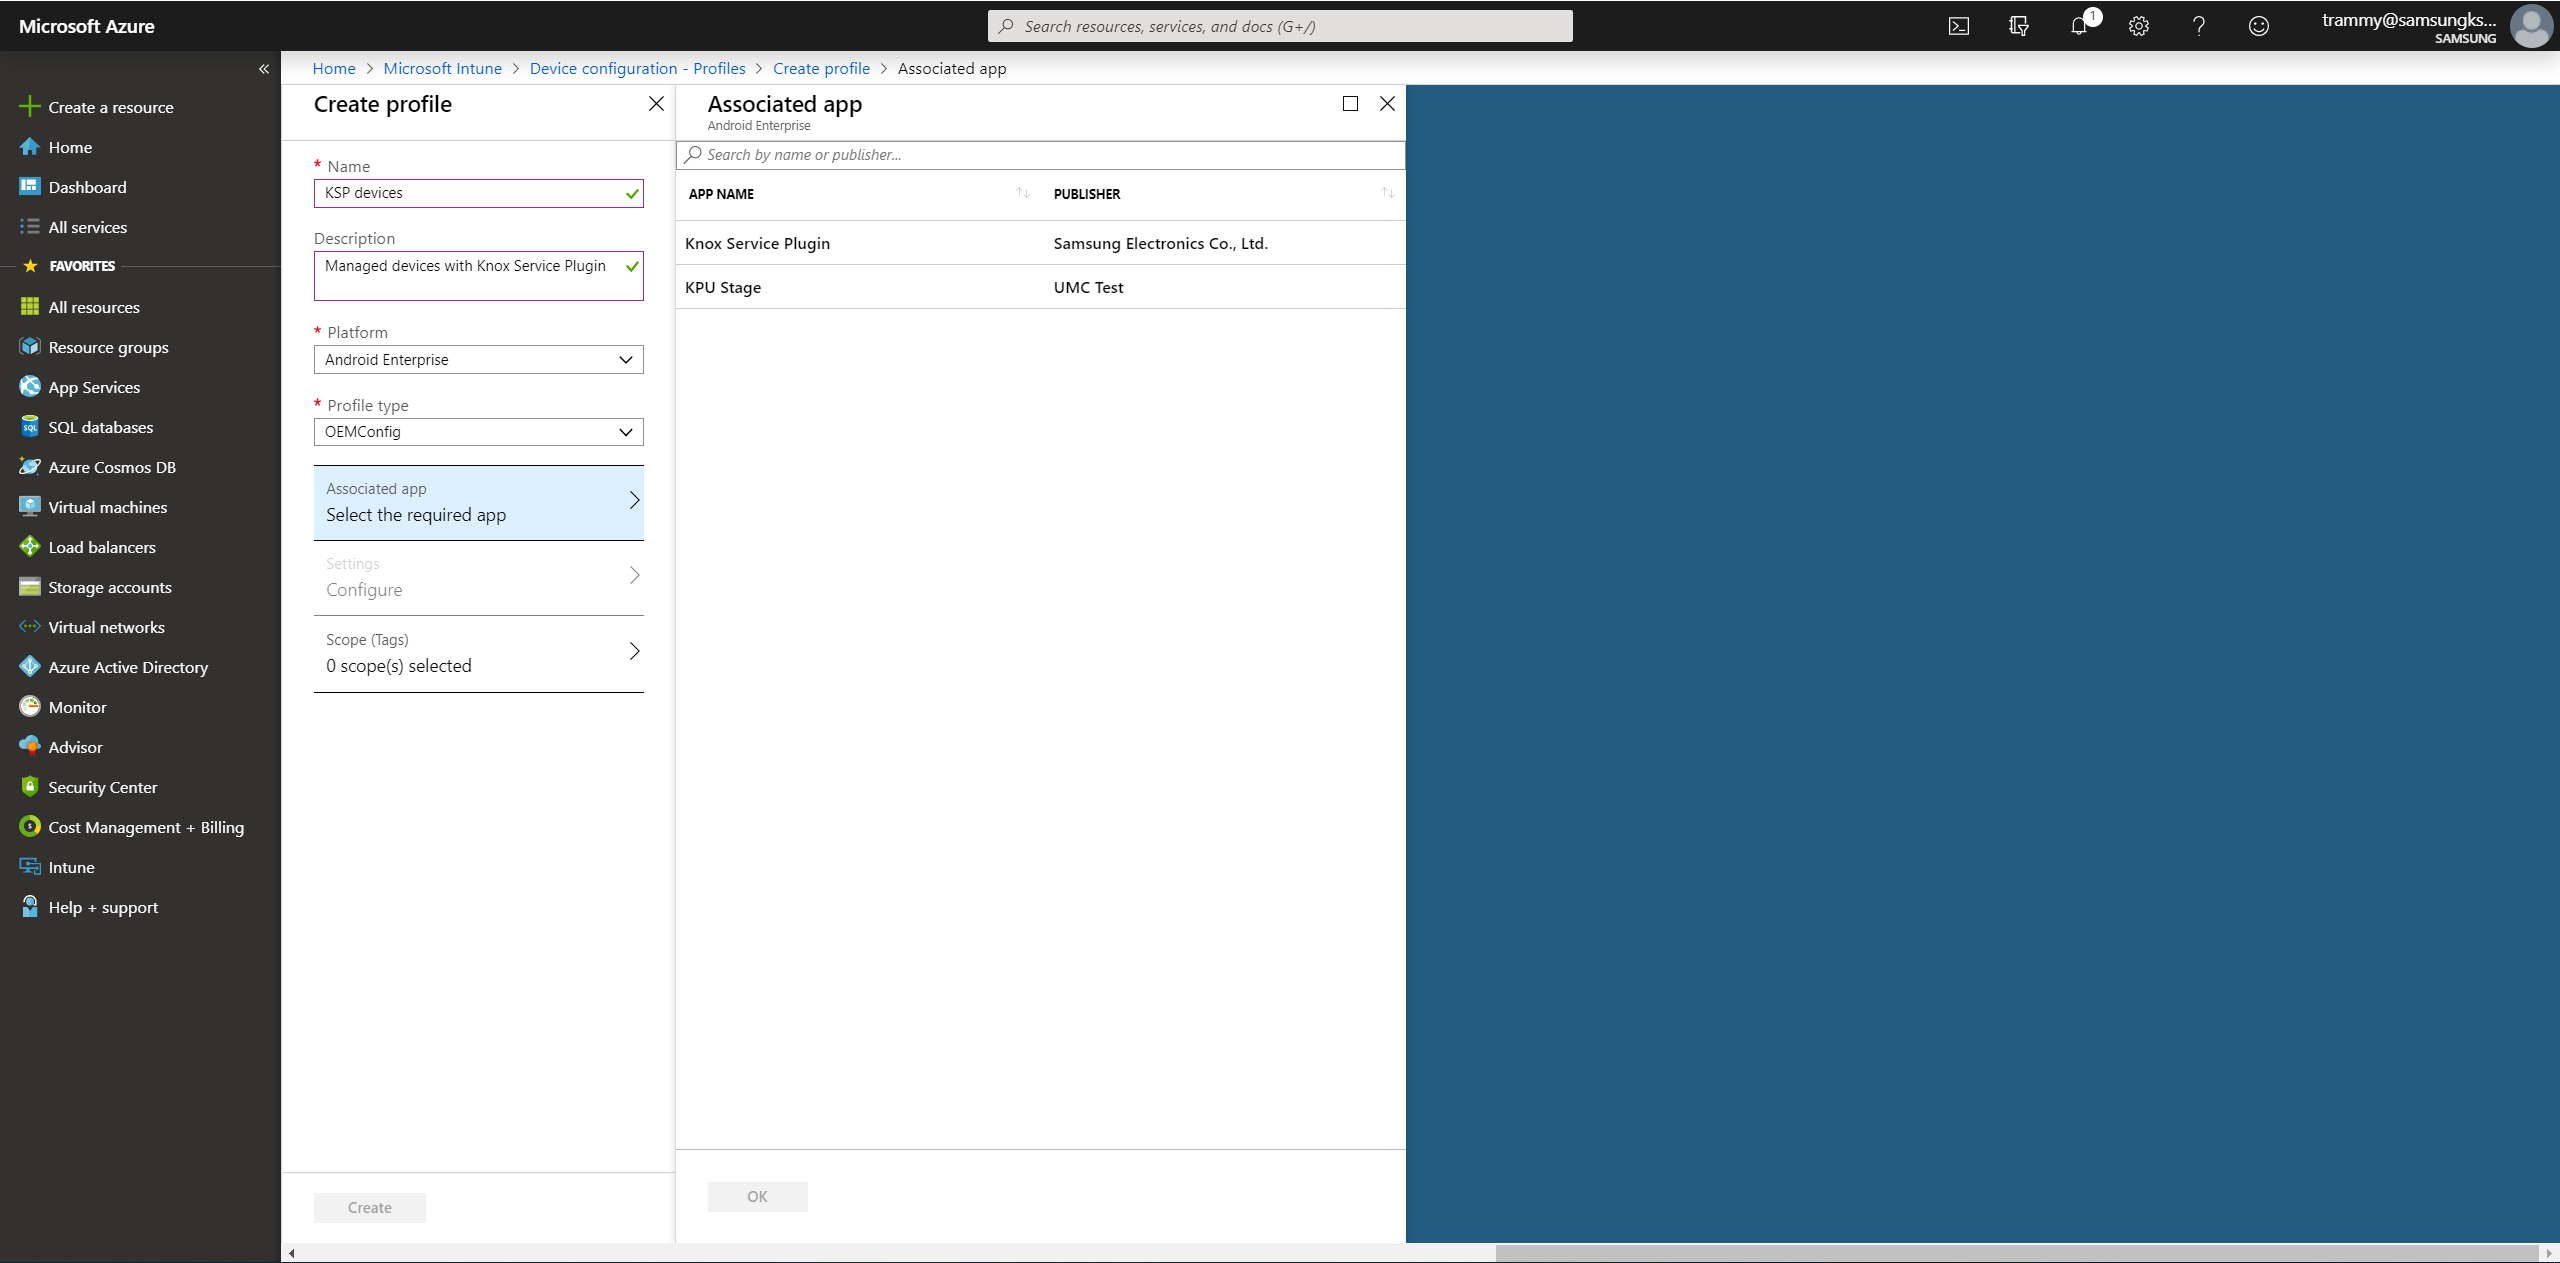 Microsoft Azure
Search resources, services, and docs (G+/)
1
trammy@samsungks...
SAMSUNG
Home > Microsoft Intune > Device configuration - Profiles > Create profile > Associated app
Create a resource
Home
Dashboard
All services
FAVORITES
All resources
Resource groups
App Services
SQL databases
Azure Cosmos DB
Virtual machines
Load balancers
Storage accounts
Virtual networks
Azure Active Directory
Monitor
Advisor
Security Center
Cost Management + Billing
Intune
Help + support
Create profile
* Name
KSP devices
Description
Managed devices with Knox Service Plugin
* Platform
Android Enterprise
* Profile type
OEMConfig
Associated app
Select the required app
Settings
Configure
Scope (Tags)
0 scope(s) selected
Create
Associated app
Android Enterprise
Search by name or publisher...
APP NAME PUBLISHER
Knox Service Plugin Samsung Electronics Co., Ltd.
KPU Stage UMC Test
OK